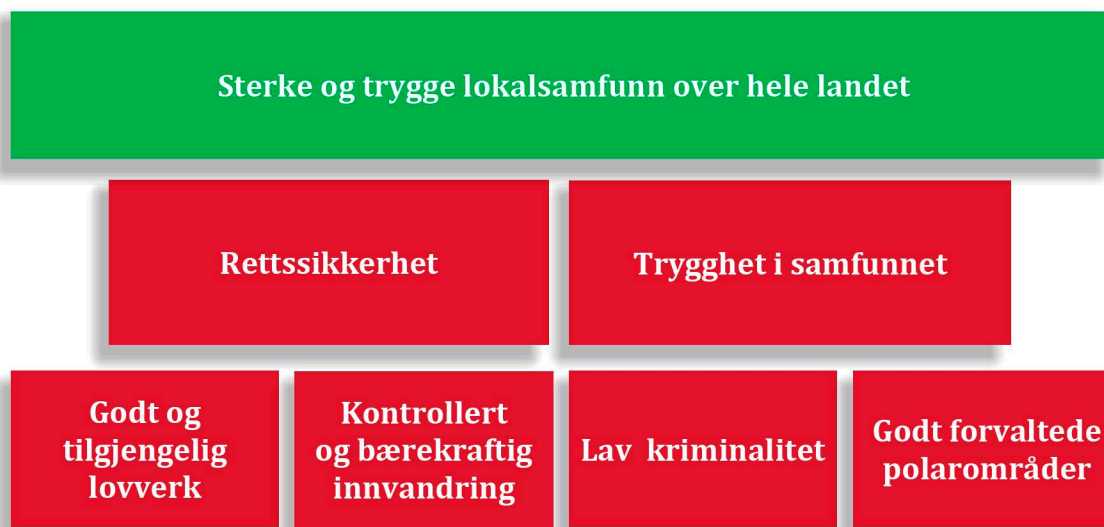 Sterke og trygge lokalsamfunn over hele landet
Rettssikkerhet
Trygghet i samfunnet
Godt og
tilgjengelig
lovverk
Kontrollert
og bærekraftig
innvandring
Lav kriminalitet
Godt forvaltede
polarområder